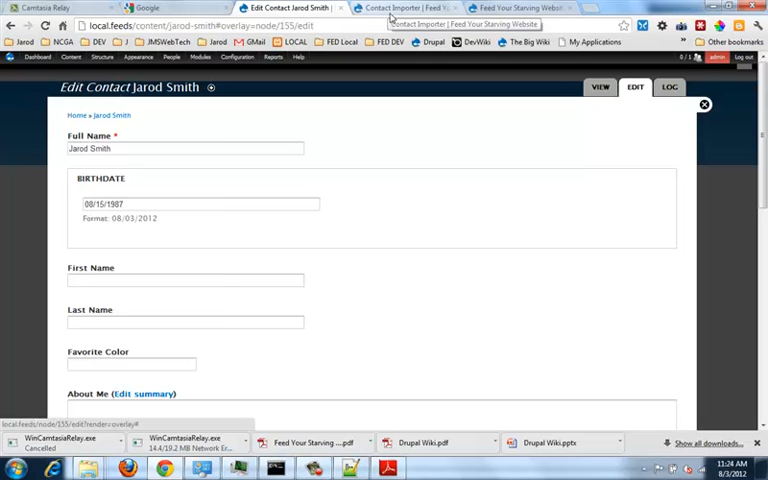 Camtasia Relay
Google
Edit Contact Jarod Smith |
Contact Importer | Feed Yo
Feed Your Starving Websi
local.feeds/content/jarod-smith#overlay=node/155/edit
Contact Importer | Feed Your Starving Website
Jarod
NCGA
DEV
J
JMSWebTech
Jarod
GMail
LOCAL
FED Local
FED DEV
Drupal
DevWiki
The Big Wiki
My Applications
Other bookmarks
Dashboard
Content
Structure
Appearance
People
Modules
Configuration
Reports
Help
0 / 1
admin
Log out
Edit Contact Jarod Smith
VIEW
EDIT
LOG
Home » Jarod Smith
Full Name *
Jarod Smith
BIRTHDATE
08/15/1987
Format: 08/03/2012
First Name
Last Name
Favorite Color
About Me (Edit summary)
local.feeds/node/155/edit?render=overlay#
WinCamtasiaRelay.exe
Cancelled
WinCamtasiaRelay.exe
14.4/19.2 MB Network Er...
Feed Your Starving ....pdf
Drupal Wiki.pdf
Drupal Wiki.pptx
Show all downloads...
11:24 AM
8/3/2012